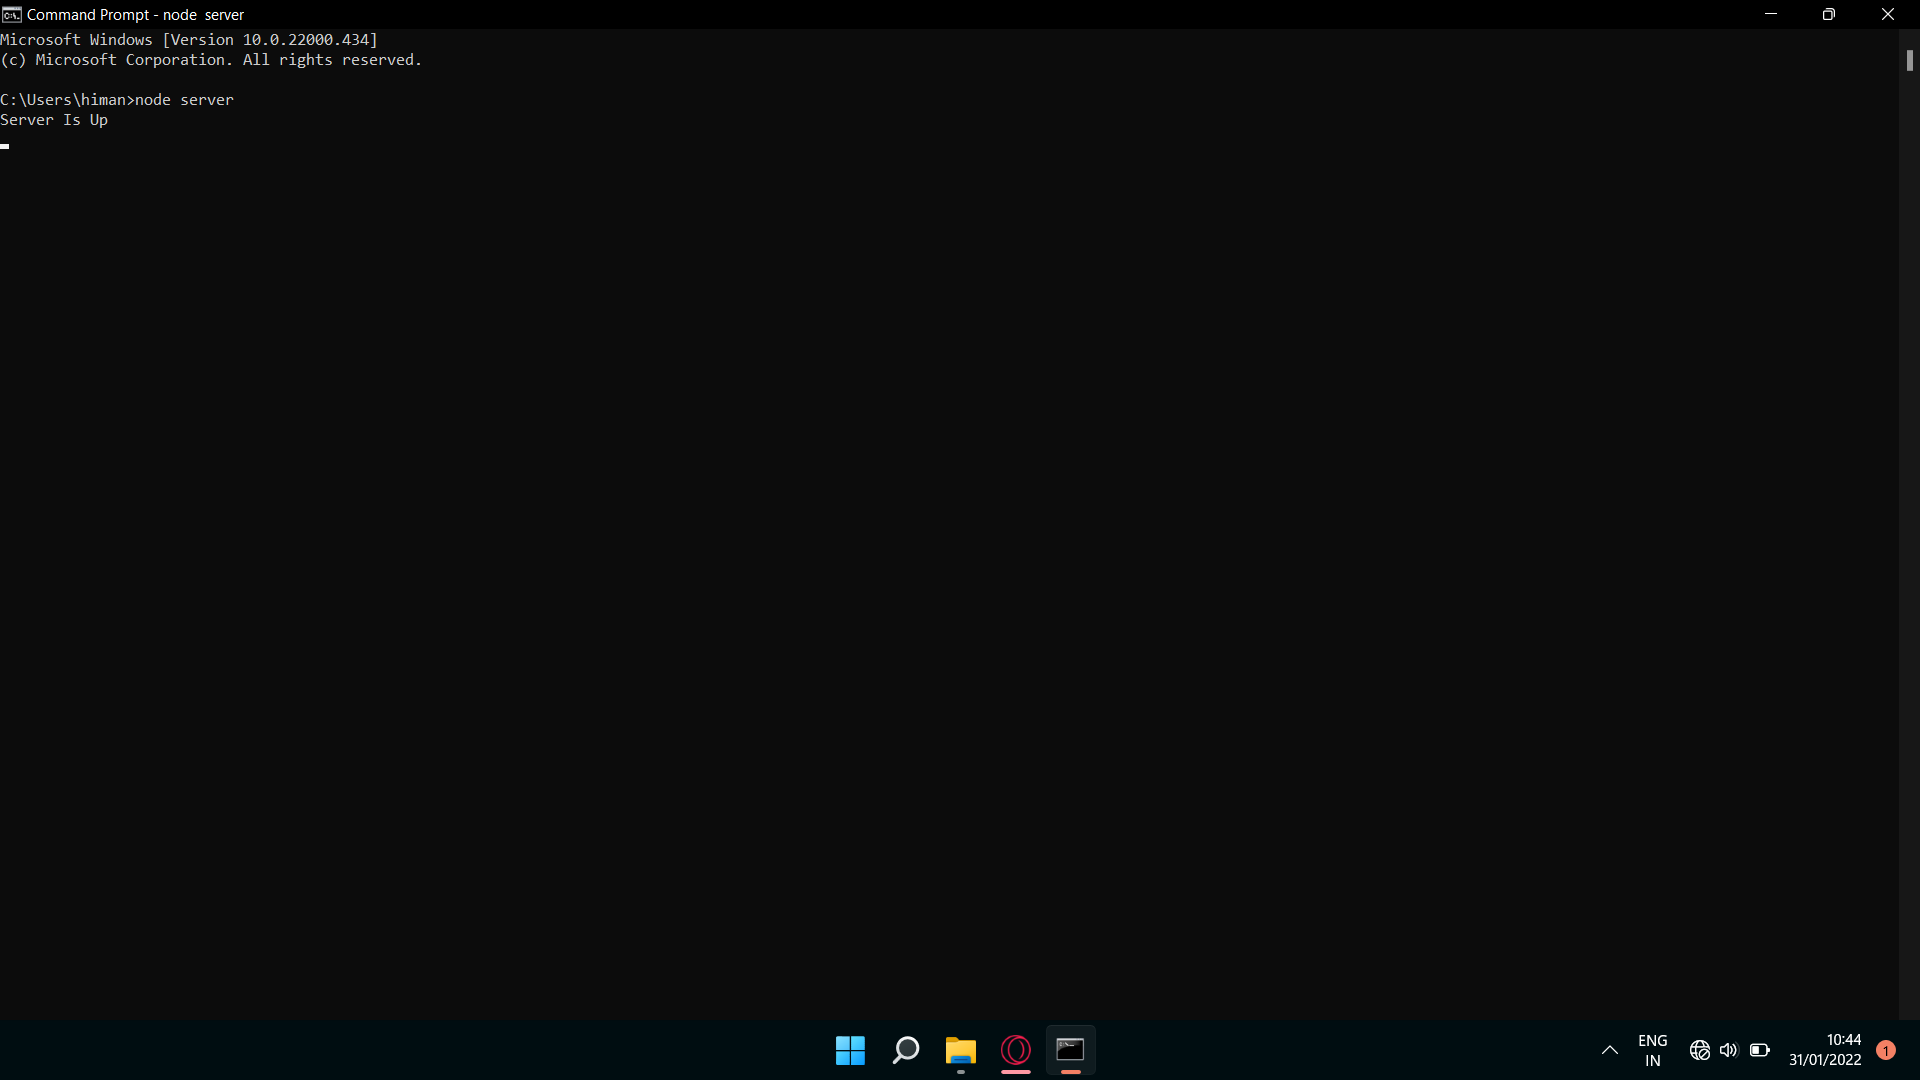 Command Prompt - node  server
Microsoft Windows [Version 10.0.22000.434]
(c) Microsoft Corporation. All rights reserved.
C:\Users\himan>node server
Server Is Up
ENG
IN
10:44
31/01/2022
1